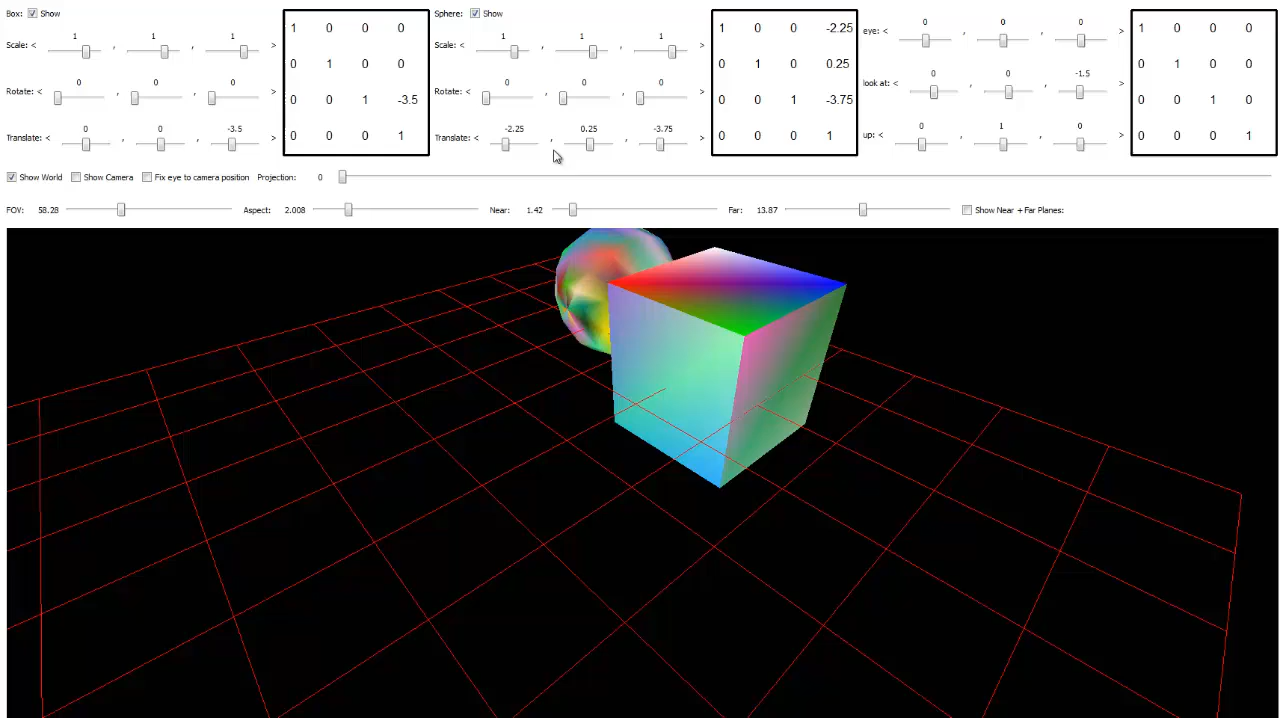 Box: Show
Scale: < 1 , 1 , 1 >
Rotate: < 0 , 0 , 0 >
Translate: < 0 , 0 , -3.5 >
1 0 0 0
0 1 0 0
0 0 1 -3.5
0 0 0 1
Sphere: Show
Scale: < 1 , 1 , 1 >
Rotate: < 0 , 0 , 0 >
Translate: < -2.25 , 0.25 , -3.75 >
1 0 0 -2.25
0 1 0 0.25
0 0 1 -3.75
0 0 0 1
eye: < 0 , 0 , 0 >
look at: < 0 , 0 , -1.5 >
up: < 0 , 1 , 0 >
1 0 0 0
0 1 0 0
0 0 1 0
0 0 0 1
Show World Show Camera Fix eye to camera position Projection: 0
FOV: 58.28 Aspect: 2.008 Near: 1.42 Far: 13.87 Show Near + Far Planes: